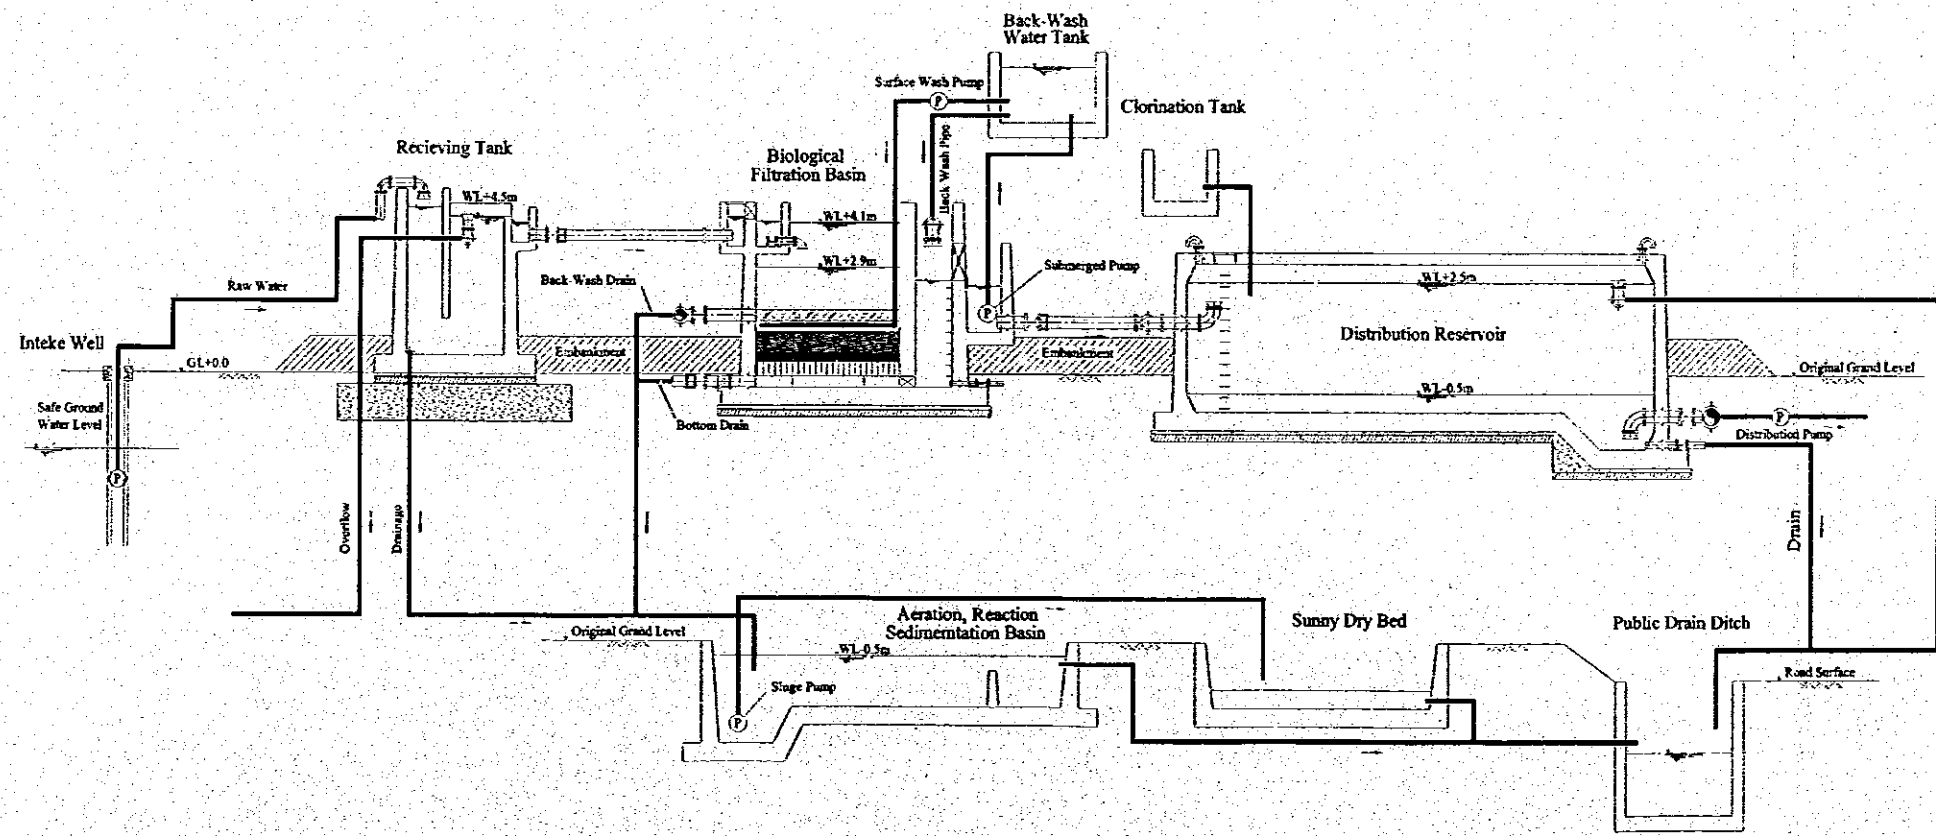 Back-Wash
Water Tank
Surface Wash Pump
P
Clorination Tank
Recieving Tank
Biological
Filtration Basin
Back Wash Pipe
WL+4.5m
WL+4.1m
WL+2.9m
Submerged Pump
P
WL+2.5m
Raw Water
Back-Wash Drain
Inteke Well
Distribution Reservoir
GL+0.0
Embankment
Embankment
Original Grand Level
WL-0.5m
Safe Ground
Water Level
Bottom Drain
P
Distribution Pump
P
Overflow
Drainage
Drain
Original Grand Level
Aeration, Reaction
Sedimerntation Basin
Sunny Dry Bed
Public Drain Ditch
WL-0.5m
Sluge Pump
P
Road Surface